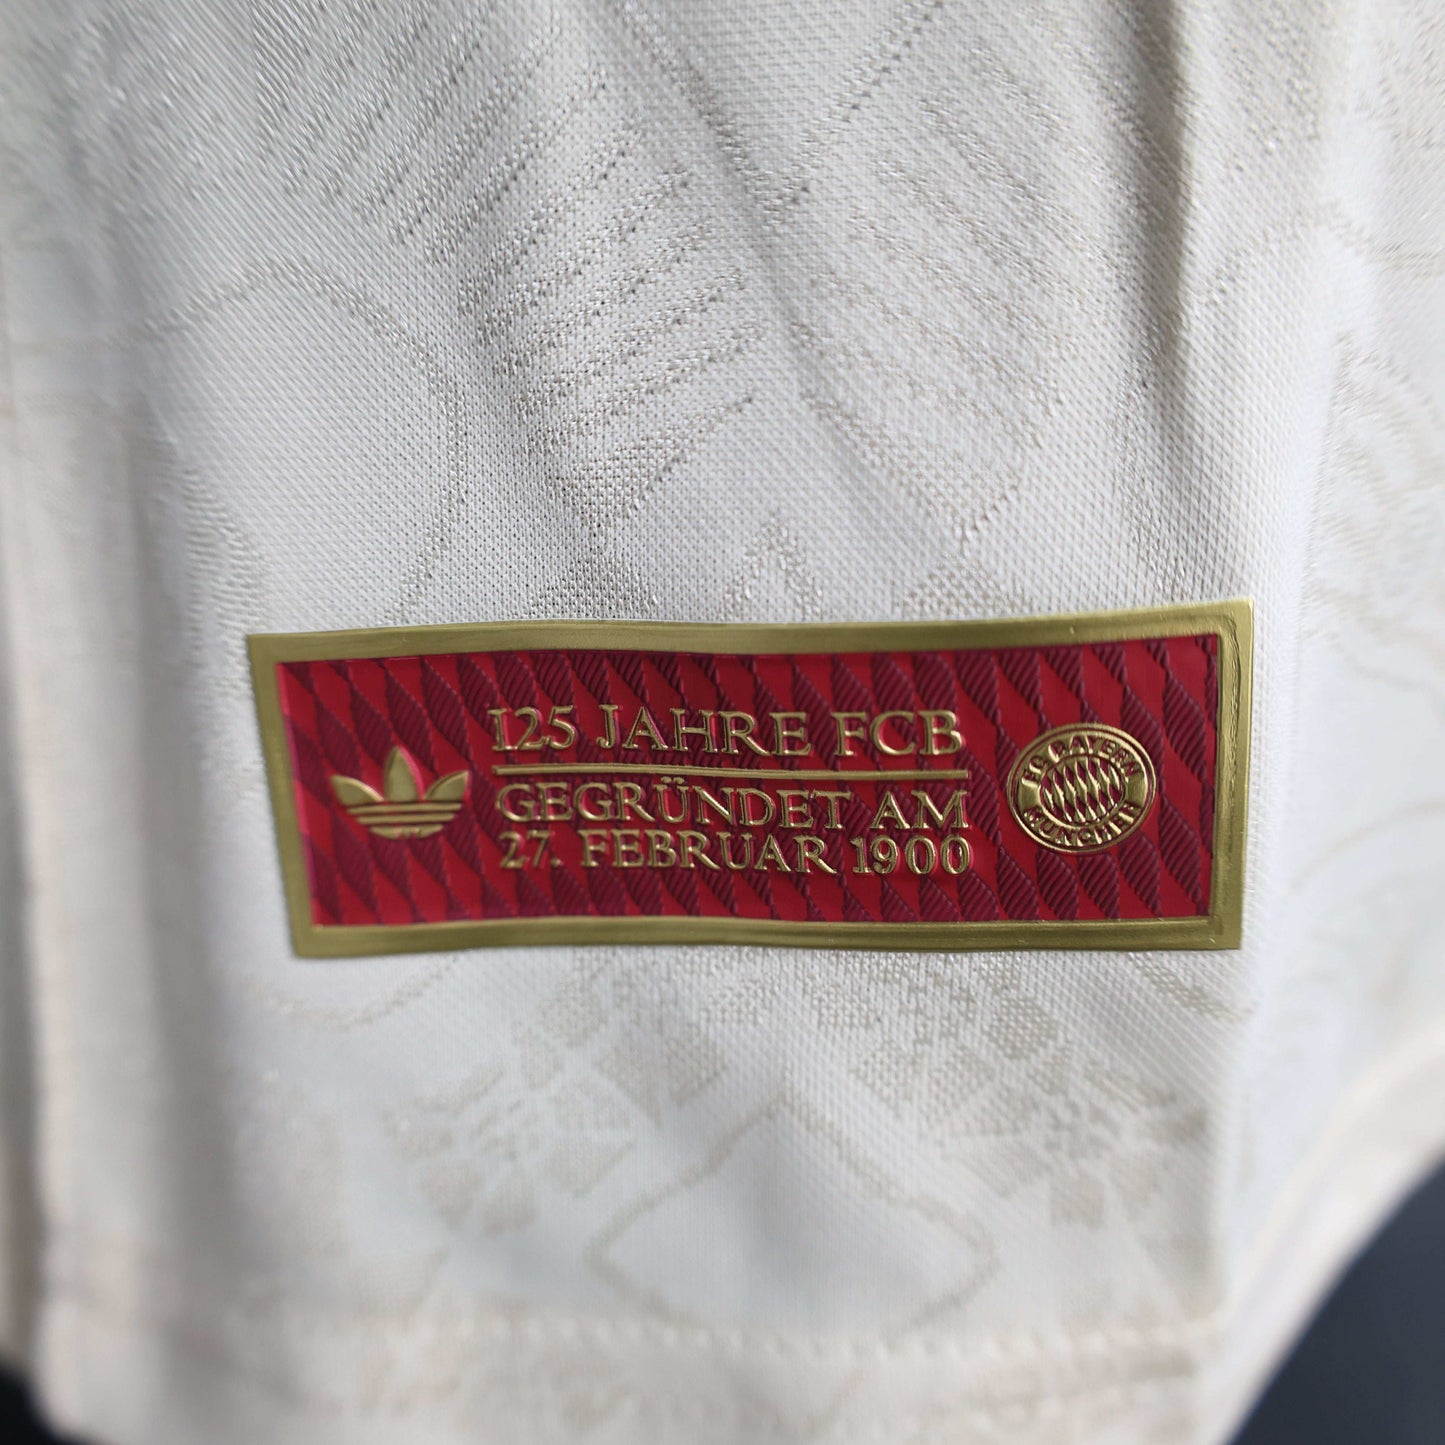 125 JAHRE FCB
GEGRÜNDET AM
27. FEBRUAR 1900
FC BAYERN
MÜNCHEN